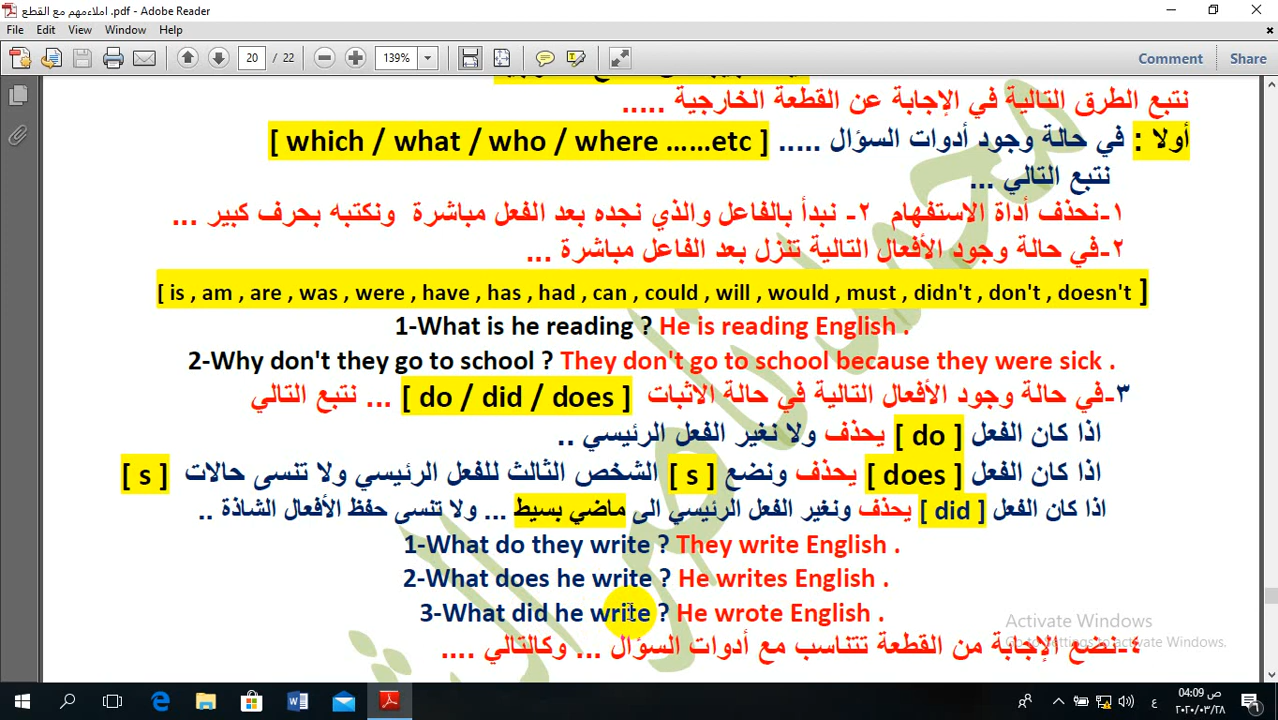 املاءمهم مع القطع .pdf - Adobe Reader
File Edit View Window Help
20 / 22 139% Comment Share
نتبع الطرق التالية في الإجابة عن القطعة الخارجية .....
أولا : في حالة وجود أدوات السؤال ..... [ which / what / who / where ......etc ]
نتبع التالي ...
١-نحذف أداة الاستفهام ٢- نبدأ بالفاعل والذي نجده بعد الفعل مباشرة ونكتبه بحرف كبير ...
٢-في حالة وجود الأفعال التالية تنزل بعد الفاعل مباشرة ...
[ is , am , are , was , were , have , has , had , can , could , will , would , must , didn't , don't , doesn't ]
1-What is he reading ? He is reading English .
2-Why don't they go to school ? They don't go to school because they were sick .
٣-في حالة وجود الأفعال التالية في حالة الاثبات [ do / did / does ] ... نتبع التالي
اذا كان الفعل [ do ] يحذف ولا نغير الفعل الرئيسي ..
اذا كان الفعل [ does ] يحذف ونضع [ s ] الشخص الثالث للفعل الرئيسي ولا تنسى حالات [ s ]
اذا كان الفعل [ did ] يحذف ونغير الفعل الرئيسي الى ماضي بسيط ... ولا تنسى حفظ الأفعال الشاذة ..
1-What do they write ? They write English .
2-What does he write ? He writes English .
3-What did he write ? He wrote English .
٤-نضع الإجابة من القطعة تتناسب مع أدوات السؤال ... وكالتالي ....
Activate Windows
Go to Settings to activate Windows.
04:09 ص
٢٠٢٠/٠٣/٢٨
ع